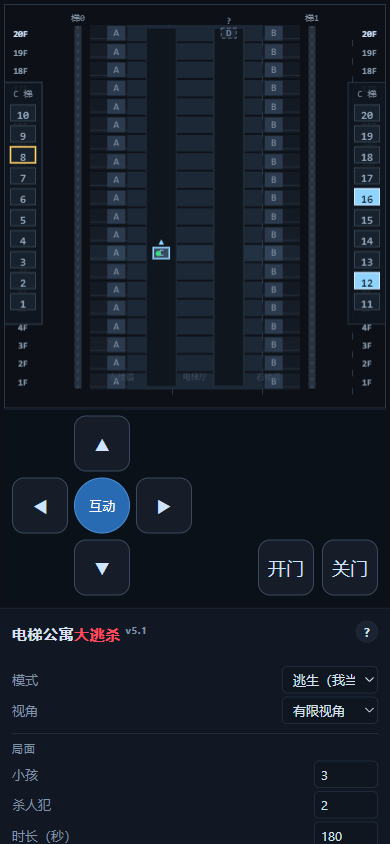 梯0
梯1
?
20F
A
D
B
20F
19F
A
B
19F
18F
A
B
18F
C 梯
A
B
C 梯
10
A
B
20
9
A
B
19
8
A
B
18
7
A
B
17
6
A
B
16
5
A
B
15
4
A
B
14
3
A
C
B
13
2
A
B
12
1
A
B
11
A
B
4F
A
B
4F
3F
A
B
3F
2F
A
B
2F
1F
A
B
1F
电梯厅
▲
◀
互动
▶
▼
开门
关门
电梯公寓大逃杀 v5.1
?
模式
逃生（我当
视角
有限视角
局面
小孩
3
杀人犯
2
时长（秒）
180